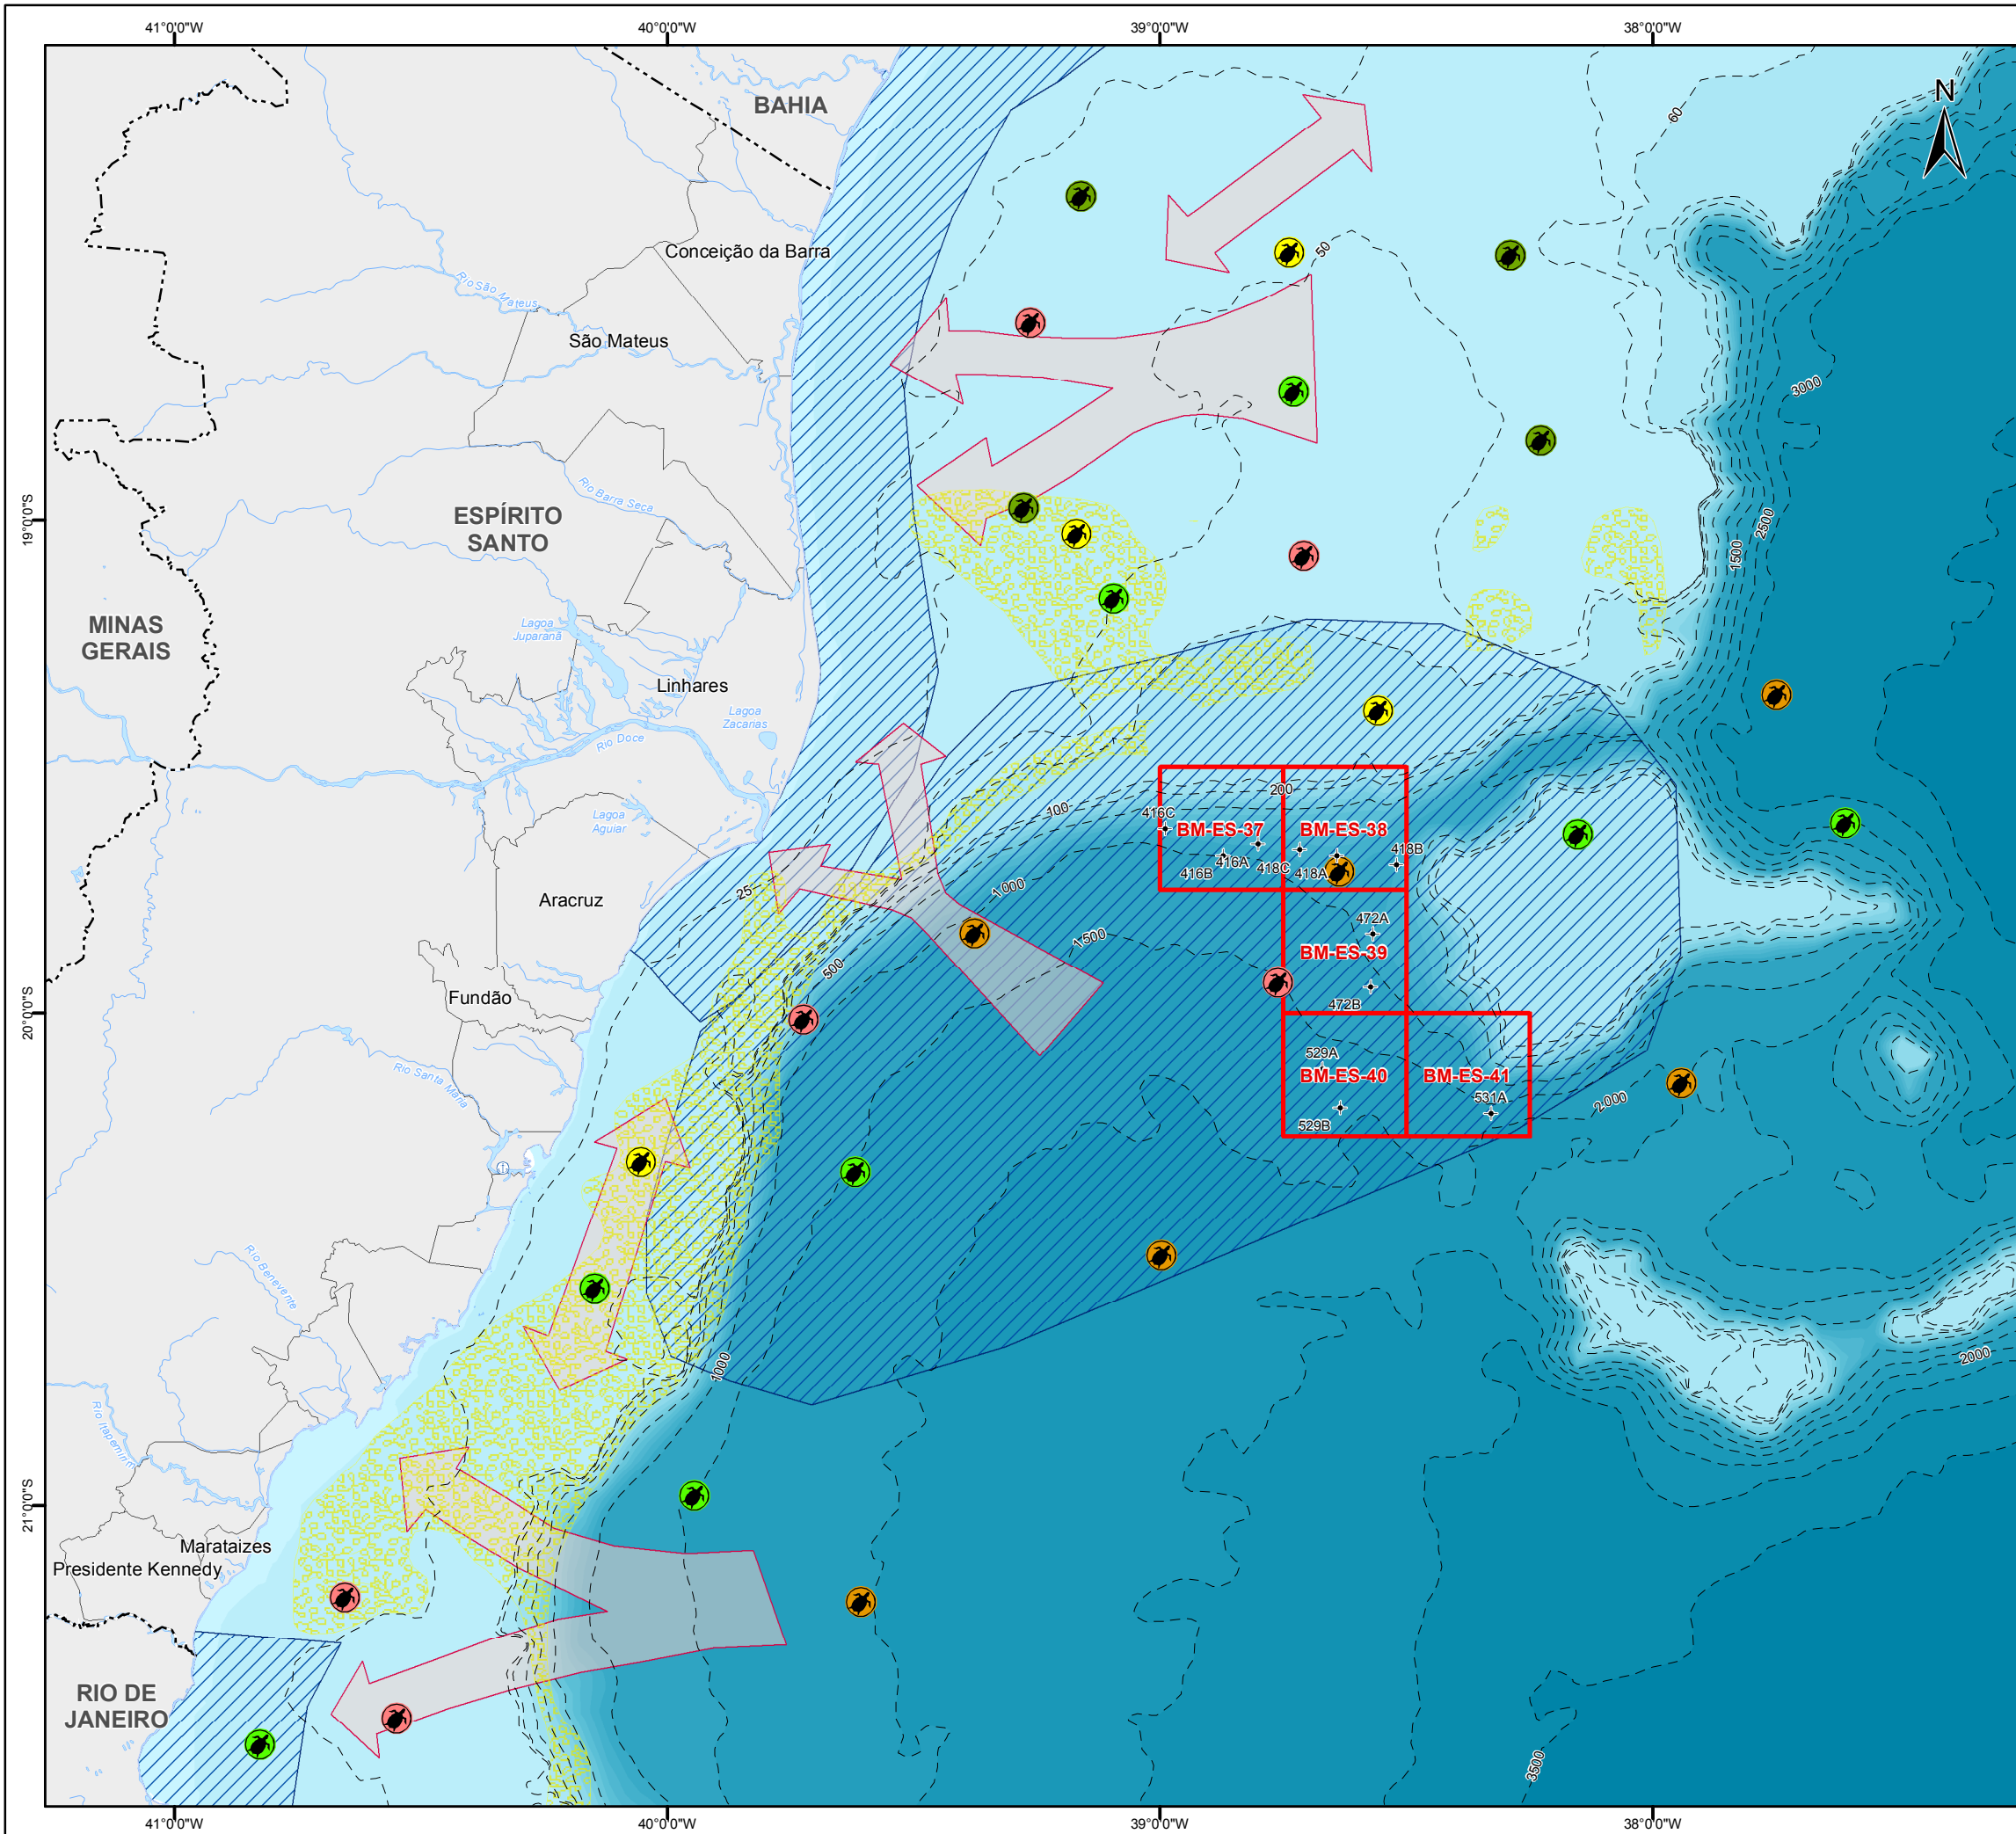 41°0'0"W
40°0'0"W
39°0'0"W
38°0'0"W
N
BAHIA
60
Conceição da Barra
50
Rio São Mateus
São Mateus
3000
Rio Barra Seca
19°0'0"S
ESPÍRITO
SANTO
2500
1500
MINAS
GERAIS
Lagoa
Juparanã
Linhares
Lagoa
Zacarias
Rio Doce
200
100
416C
BM-ES-37
BM-ES-38
Lagoa
Aguiar
416A
418B
416B
418C
418A
25
1 000
Aracruz
472A
1 500
BM-ES-39
500
Fundão
472B
20°0'0"S
529A
BM-ES-40
BM-ES-41
Rio Santa Maria
531A
2 000
529B
Rio Benevente
1000
2000
Rio Itapemirim
21°0'0"S
Marataizes
Presidente Kennedy
RIO DE
JANEIRO
3500
41°0'0"W
40°0'0"W
39°0'0"W
38°0'0"W